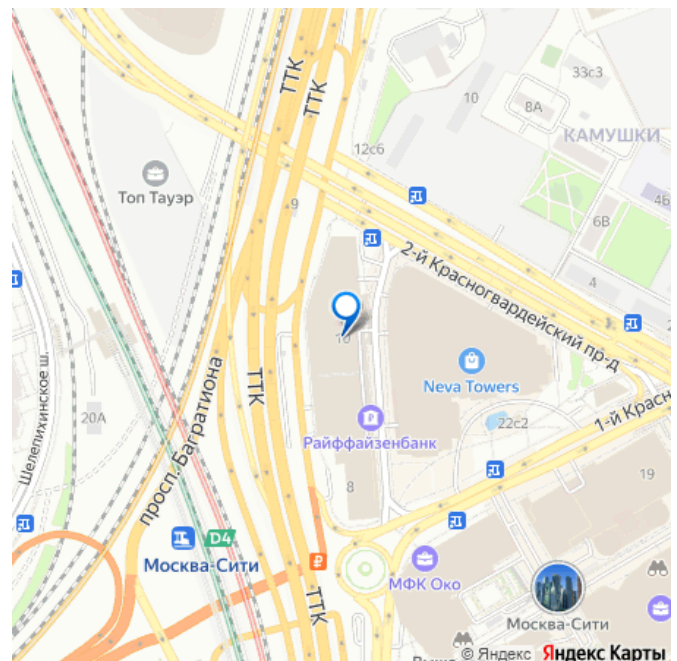 ТТК
ТТК
33с3
10
8А
КАМУШКИ
12с6
Топ Тауэр
9
4Б
6В
4
2-й Красногвардейский пр-д
10
2
Neva Towers
ТТК
Шелепихинское ш.
просп. Багратиона
20А
Райффайзенбанк
22с2
1-й Красн
8
19
D4
Москва-Сити
МФК Око
ТТК
Москва-Сити
© Яндекс Яндекс Карты